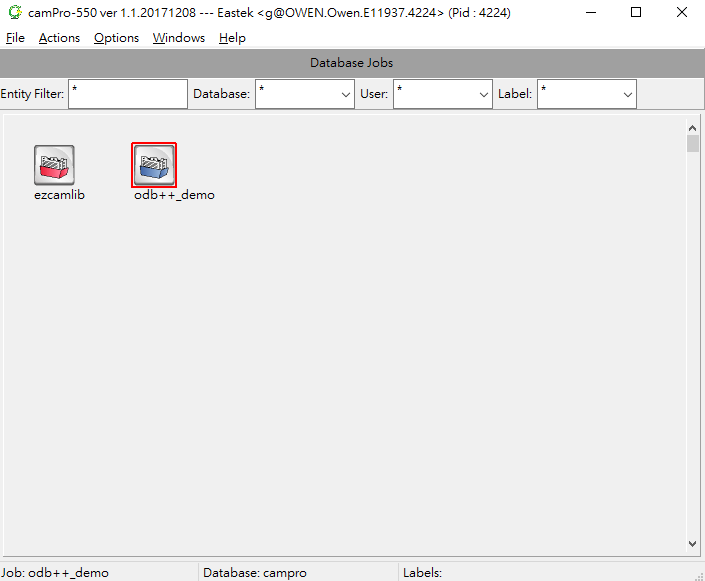 camPro-550 ver 1.1.20171208 --- Eastek <g@OWEN.Owen.E11937.4224> (Pid : 4224)
File Actions Options Windows Help
Database Jobs
Entity Filter: * Database: * User: * Label: *
ezcamlib odb++_demo
Job: odb++_demo Database: campro Labels: